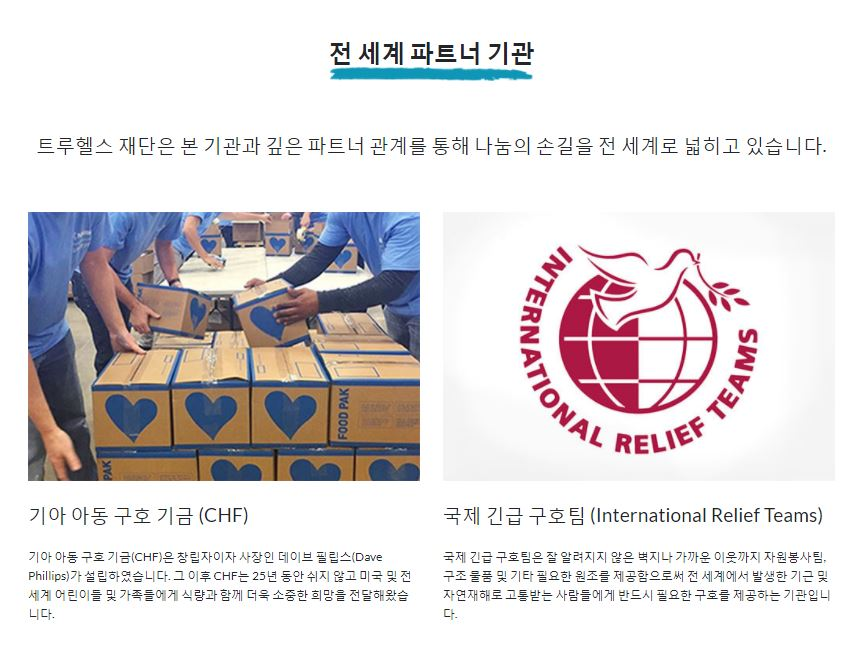 전 세계 파트너 기관
트루헬스 재단은 본 기관과 깊은 파트너 관계를 통해 나눔의 손길을 전 세계로 넓히고 있습니다.
FOOD PAK
PAK
INTERNATIONAL RELIEF TEAMS
기아 아동 구호 기금 (CHF)
기아 아동 구호 기금(CHF)은 창립자이자 사장인 데이브 필립스(Dave
Phillips)가 설립하였습니다. 그 이후 CHF는 25년 동안 쉬지 않고 미국 및 전
세계 어린이들 및 가족들에게 식량과 함께 더욱 소중한 희망을 전달해왔습
니다.
국제 긴급 구호팀 (International Relief Teams)
국제 긴급 구호팀은 잘 알려지지 않은 벽지나 가까운 이웃까지 자원봉사팀,
구조 물품 및 기타 필요한 원조를 제공함으로써 전 세계에서 발생한 기근 및
자연재해로 고통받는 사람들에게 반드시 필요한 구호를 제공하는 기관입니
다.